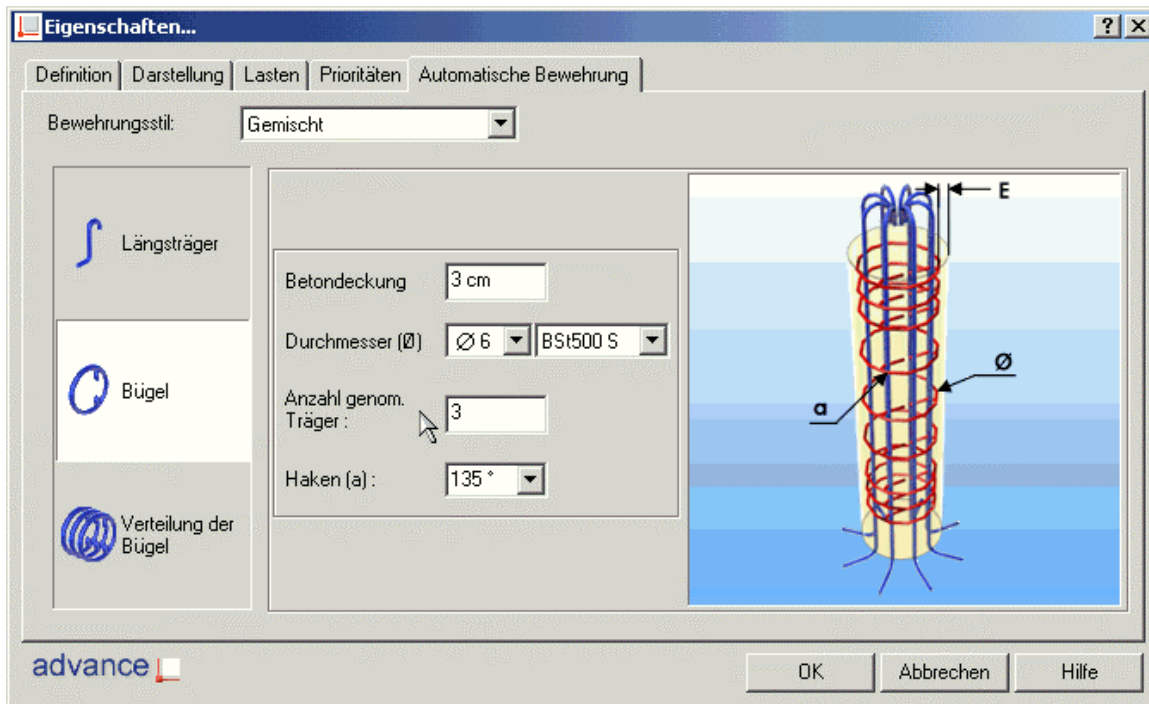 Eigenschaften...
Definition Darstellung Lasten Prioritäten Automatische Bewehrung
Bewehrungsstil: Gemischt
Längsträger
Bügel
Verteilung der
Bügel
Betondeckung 3 cm
Durchmesser (Ø) Ø 6 BSt500 S
Anzahl genom.
Träger : 3
Haken (a) : 135 °
E
Ø
a
advance
OK Abbrechen Hilfe